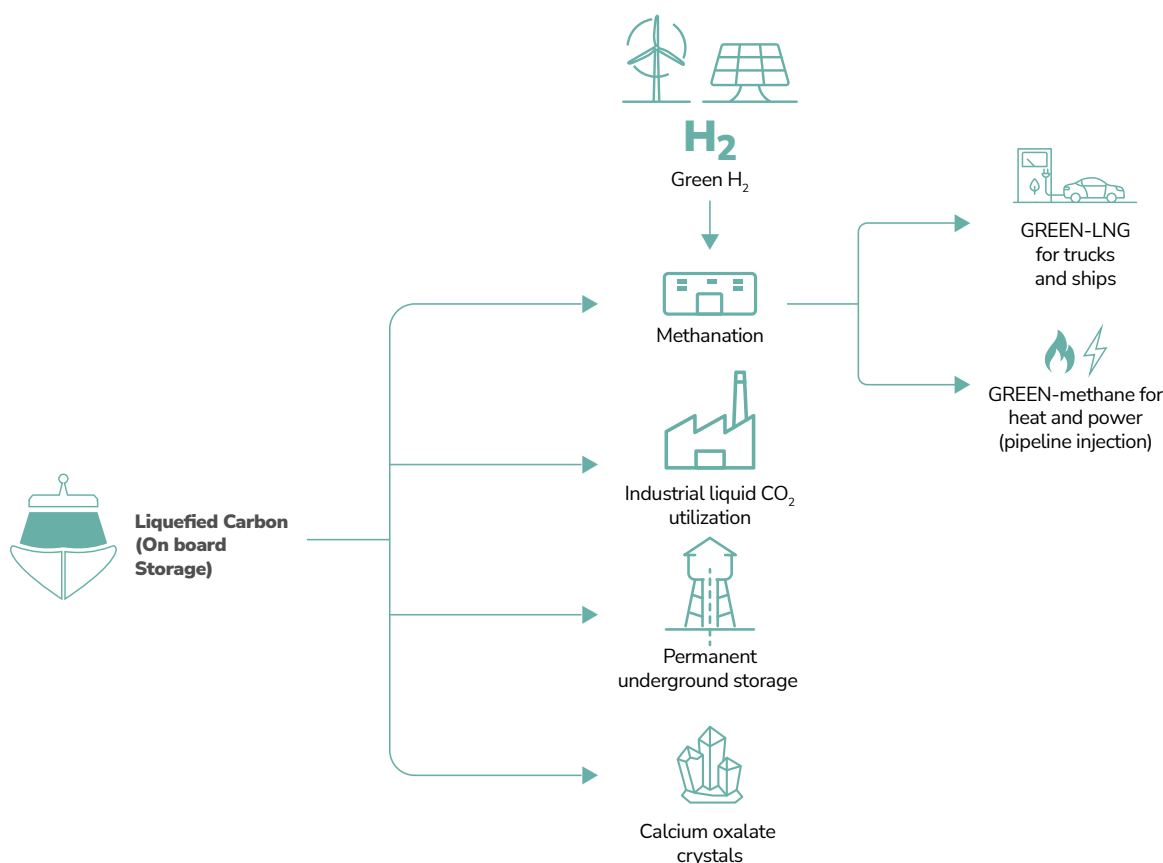 H₂
Green H₂
GREEN-LNG
for trucks
and ships
Methanation
GREEN-methane for
heat and power
(pipeline injection)
Industrial liquid CO₂
utilization
Liquefied Carbon
(On board
Storage)
Permanent
underground storage
Calcium oxalate
crystals